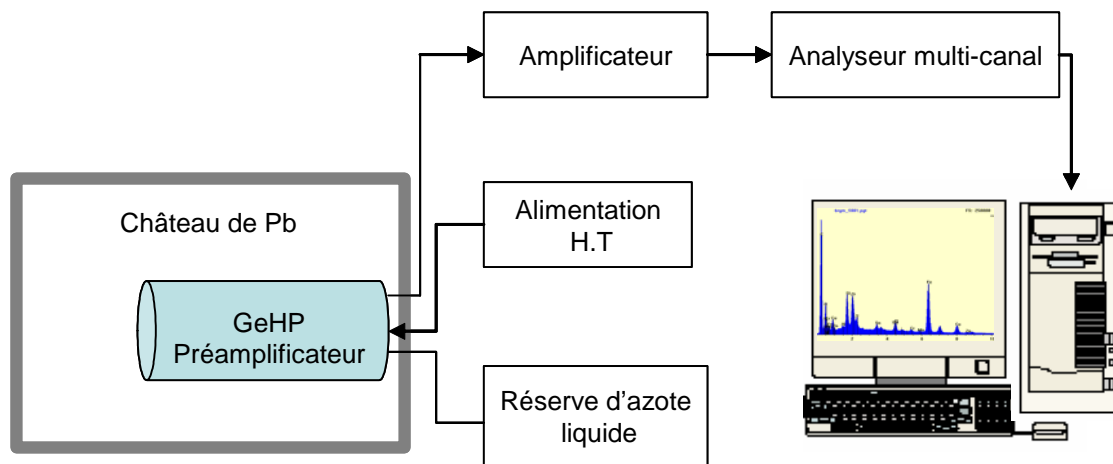 Amplificateur
Analyseur multi-canal
Château de Pb
Alimentation
H.T
GeHP
Préamplificateur
Réserve d'azote
liquide